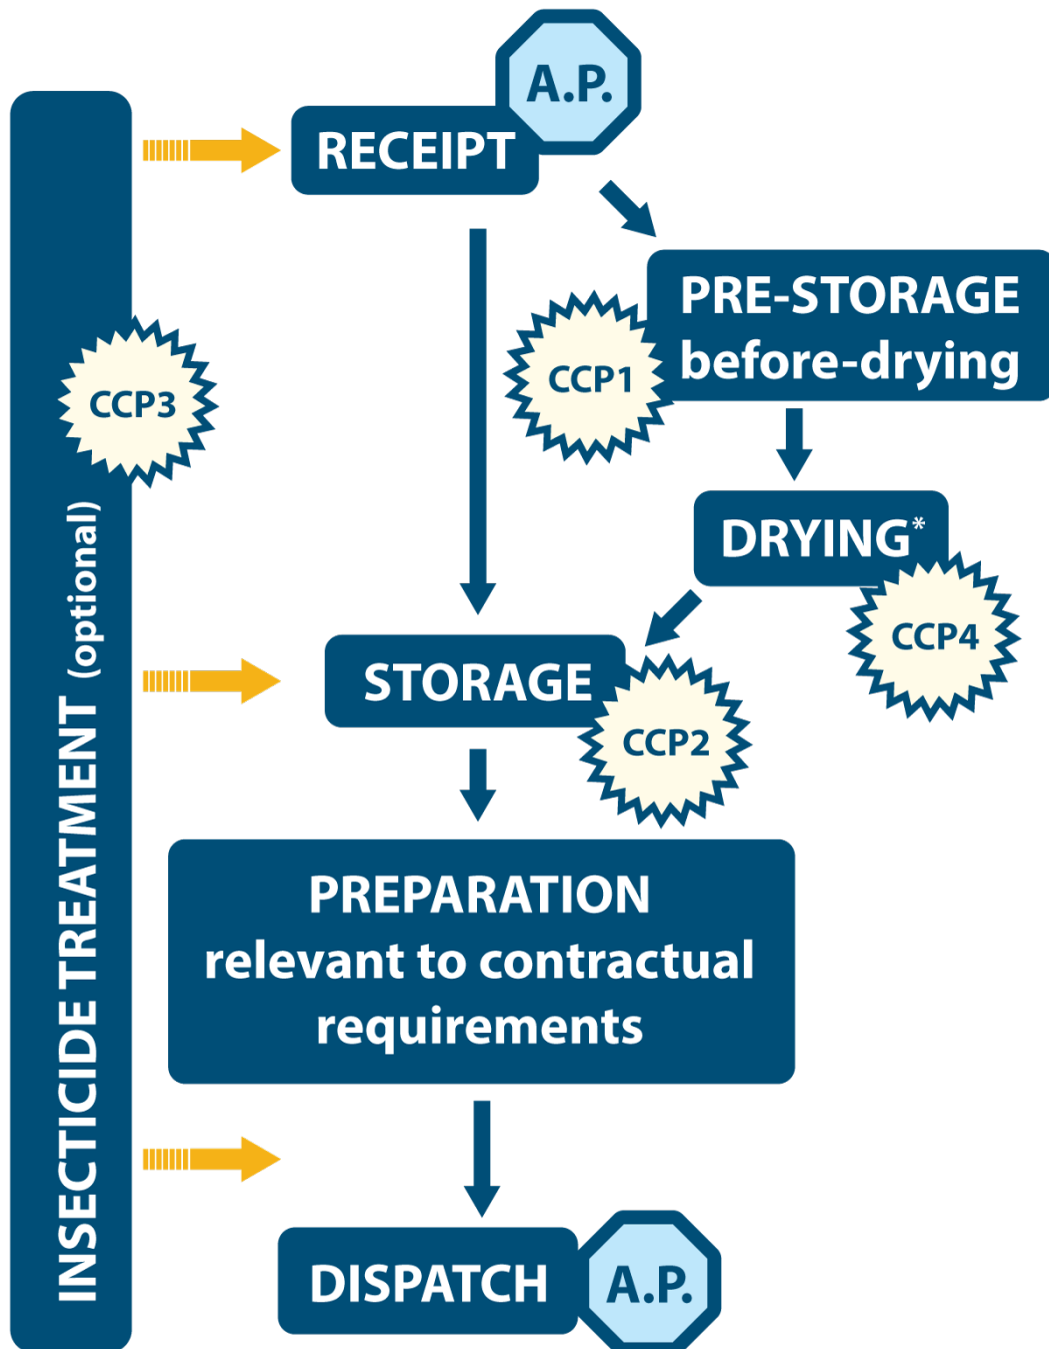 A.P.
RECEIPT
PRE-STORAGE
before-drying
CCP1
CCP3
DRYING*
CCP4
STORAGE
CCP2
PREPARATION
relevant to contractual
requirements
INSECTICIDE TREATMENT (optional)
DISPATCH
A.P.